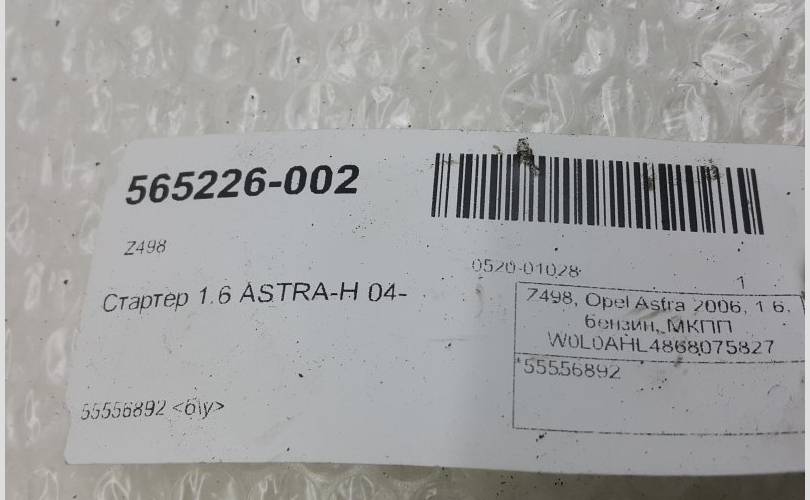 565226-002
Z498
Стартер 1.6 ASTRA-H 04-
55556892 <б\у>
0520-01028
1
Z498, Opel Astra 2006, 1.6,
бензин, МКПП
W0L0AHL4868075827
*55556892